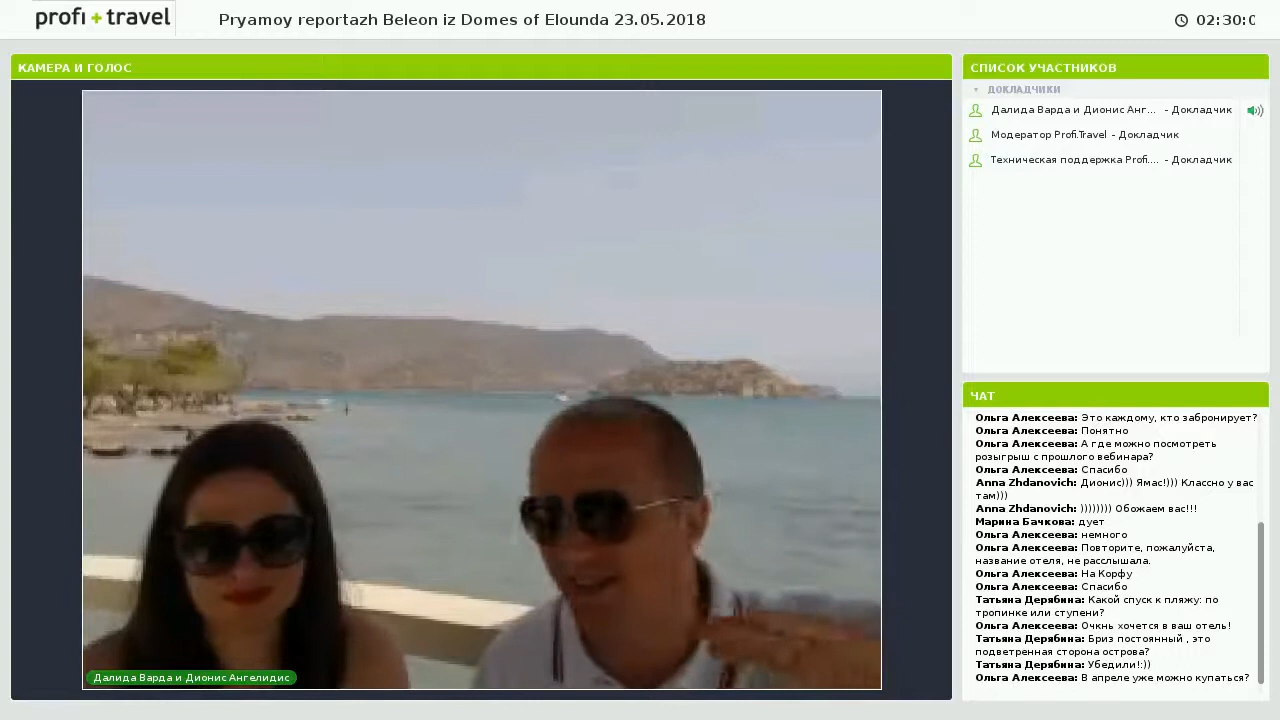 profi + travel
Pryamoy reportazh Beleon iz Domes of Elounda 23.05.2018
02:30:0
КАМЕРА И ГОЛОС
Далида Варда и Дионис Ангелидис
СПИСОК УЧАСТНИКОВ
ДОКЛАДЧИКИ
Далида Варда и Дионис Анг... - Докладчик
Модератор Profi.Travel - Докладчик
Техническая поддержка Profi.... - Докладчик
ЧАТ
Ольга Алексеева: Это каждому, кто забронирует?
Ольга Алексеева: Понятно
Ольга Алексеева: А где можно посмотреть
розыгрыш с прошлого вебинара?
Ольга Алексеева: Спасибо
Anna Zhdanovich: Дионис))) Ямас!))) Классно у вас
там)))
Anna Zhdanovich: )))))))) Обожаем вас!!!
Марина Бачкова: дует
Ольга Алексеева: немного
Ольга Алексеева: Повторите, пожалуйста,
название отеля, не расслышала.
Ольга Алексеева: На Корфу
Ольга Алексеева: Спасибо
Татьяна Дерябина: Какой спуск к пляжу: по
тропинке или ступени?
Ольга Алексеева: Очкнь хочется в ваш отель!
Татьяна Дерябина: Бриз постоянный , это
подветренная сторона острова?
Татьяна Дерябина: Убедили!:))
Ольга Алексеева: В апреле уже можно купаться?